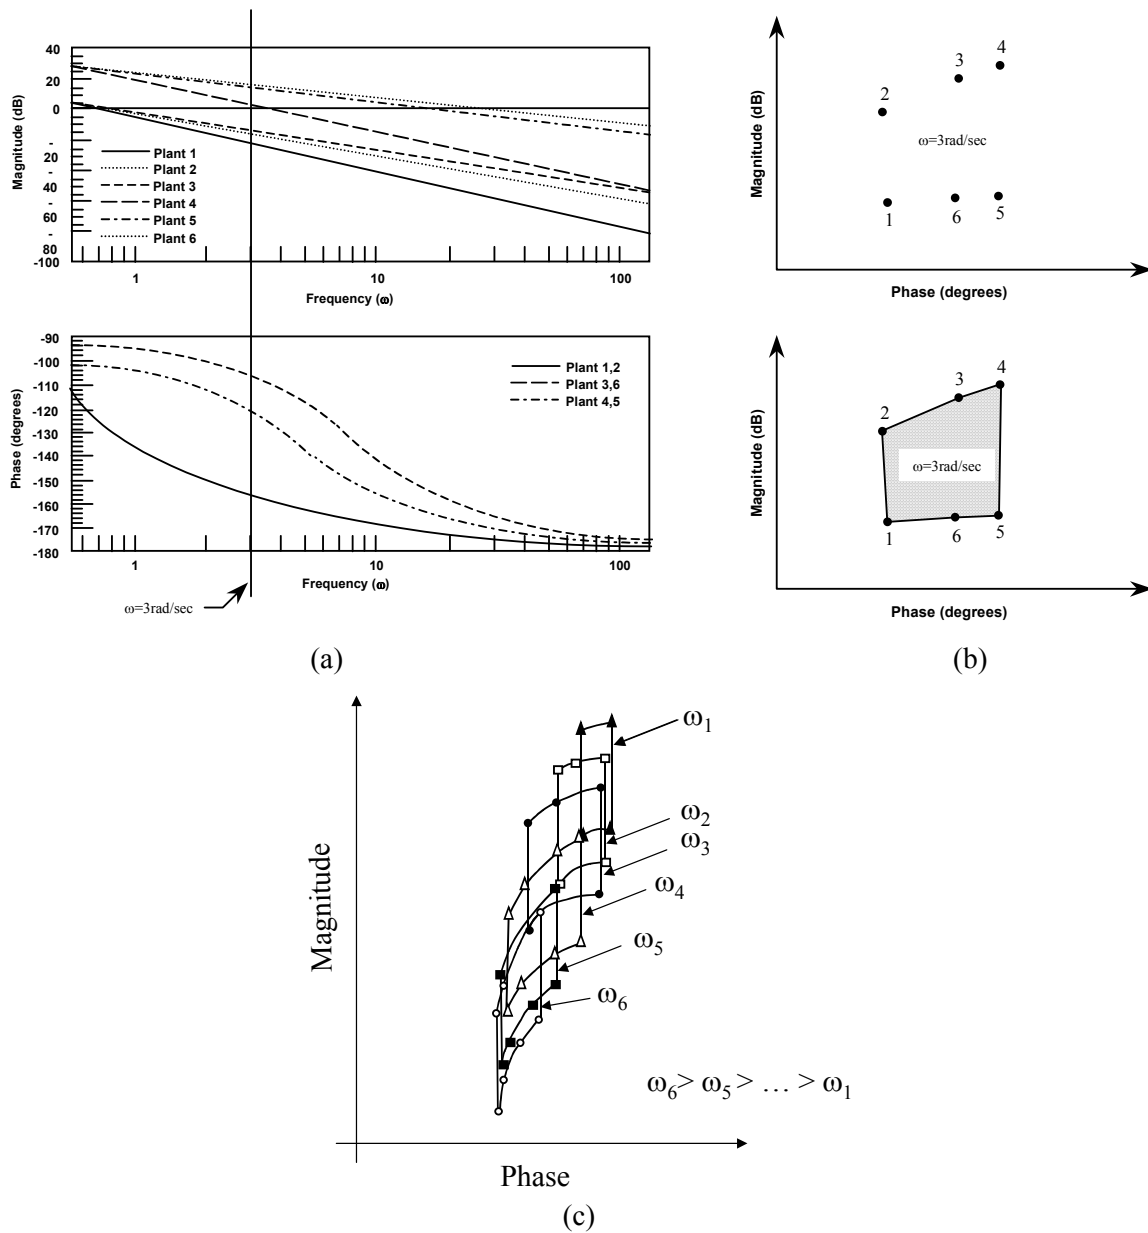 40
20
0
-
20
-
40
-
60
-
80
-100
Magnitude (dB)
Plant 1
Plant 2
Plant 3
Plant 4
Plant 5
Plant 6
1
10
100
Frequency (ω)
-90
-100
-110
-120
-130
-140
-150
-160
-170
-180
Phase (degrees)
Plant 1,2
Plant 3,6
Plant 4,5
1
10
100
Frequency (ω)
ω=3rad/sec
(a)
Magnitude (dB)
2
3
4
ω=3rad/sec
1
6
5
Phase (degrees)
Magnitude (dB)
2
3
4
ω=3rad/sec
1
6
5
Phase (degrees)
(b)
Magnitude
ω1
ω2
ω3
ω4
ω5
ω6
ω6> ω5> … > ω1
Phase
(c)